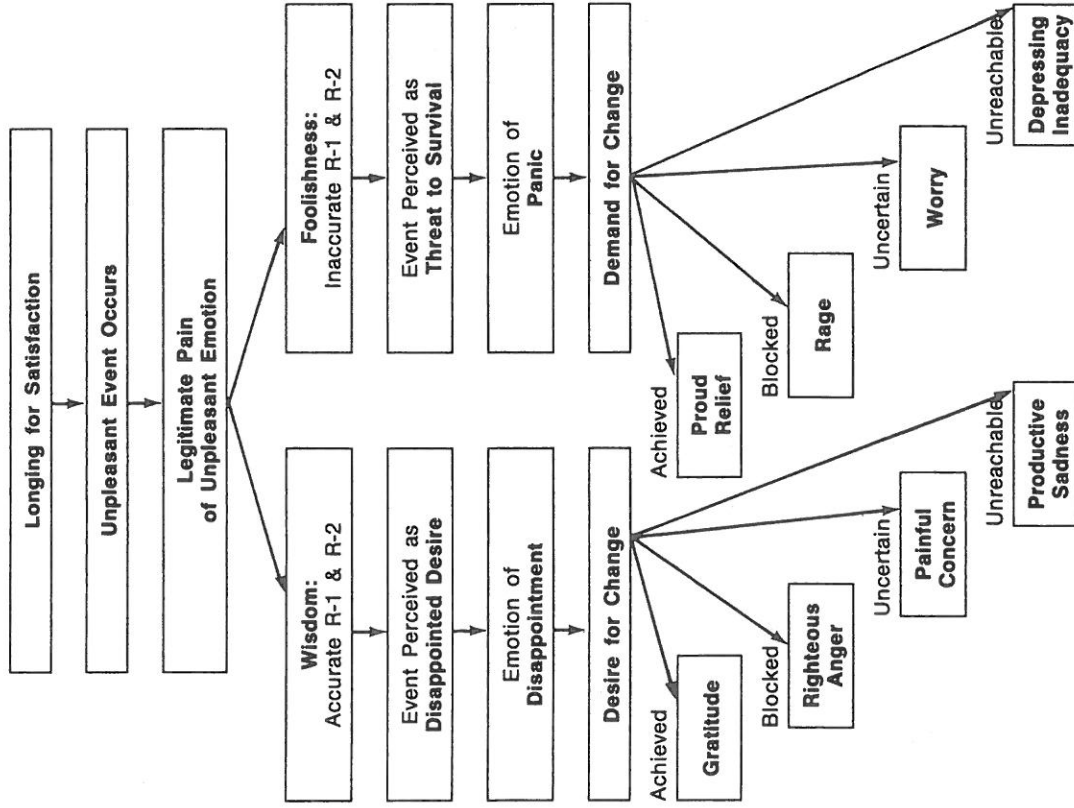 Longing for Satisfaction
Unpleasant Event Occurs
Legitimate Pain
of Unpleasant Emotion
Wisdom:
Accurate R-1 & R-2
Event Perceived as
Disappointed Desire
Emotion of
Disappointment
Desire for Change
Achieved
Gratitude
Blocked
Righteous
Anger
Uncertain
Painful
Concern
Unreachable
Productive
Sadness
Foolishness:
Inaccurate R-1 & R-2
Event Perceived as
Threat to Survival
Emotion of
Panic
Demand for Change
Achieved
Proud
Relief
Blocked
Rage
Uncertain
Worry
Unreachable
Depressing
Inadequacy